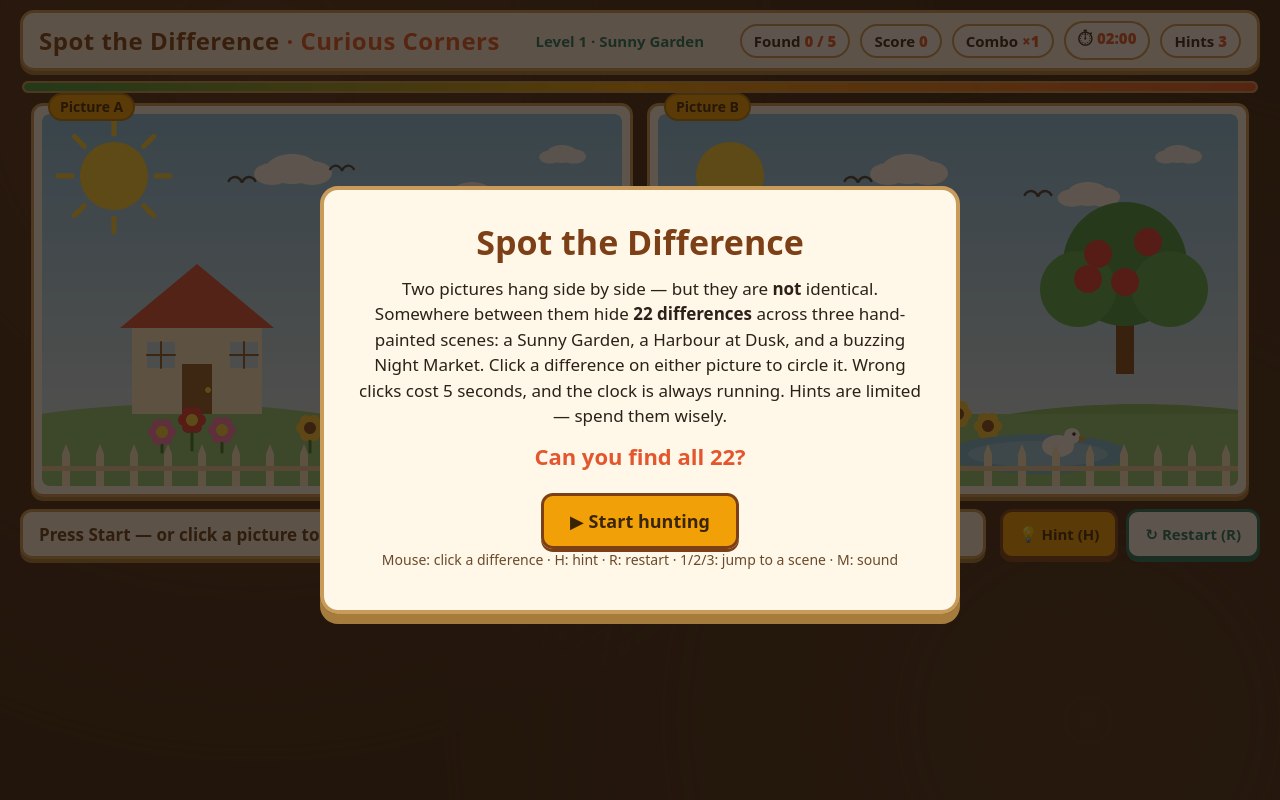 Spot the Difference · Curious Corners
Level 1 · Sunny Garden
Found 0 / 5
Score 0
Combo ×1
⏱ 02:00
Hints 3
Picture A
Picture B
Spot the Difference
Two pictures hang side by side — but they are not identical.
Somewhere between them hide 22 differences across three hand-
painted scenes: a Sunny Garden, a Harbour at Dusk, and a buzzing
Night Market. Click a difference on either picture to circle it. Wrong
clicks cost 5 seconds, and the clock is always running. Hints are limited
— spend them wisely.
Can you find all 22?
▶ Start hunting
Mouse: click a difference · H: hint · R: restart · 1/2/3: jump to a scene · M: sound
Press Start — or click a picture to
💡 Hint (H)
↻ Restart (R)